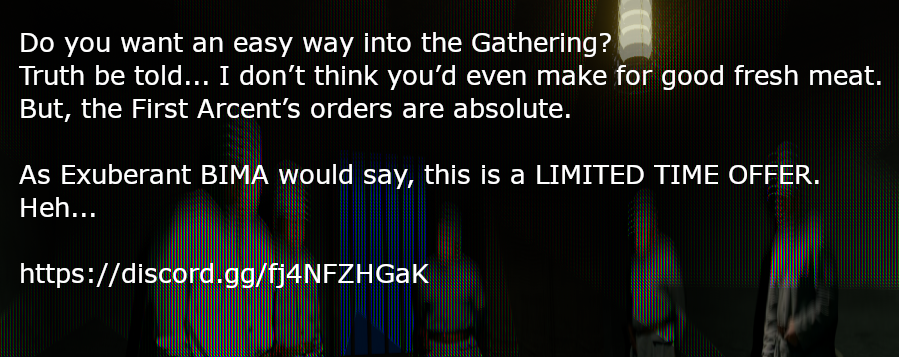 Do you want an easy way into the Gathering?
Truth be told... I don’t think you’d even make for good fresh meat.
But, the First Arcent’s orders are absolute.
As Exuberant BIMA would say, this is a LIMITED TIME OFFER.
Heh...
https://discord.gg/fj4NFZHGaK